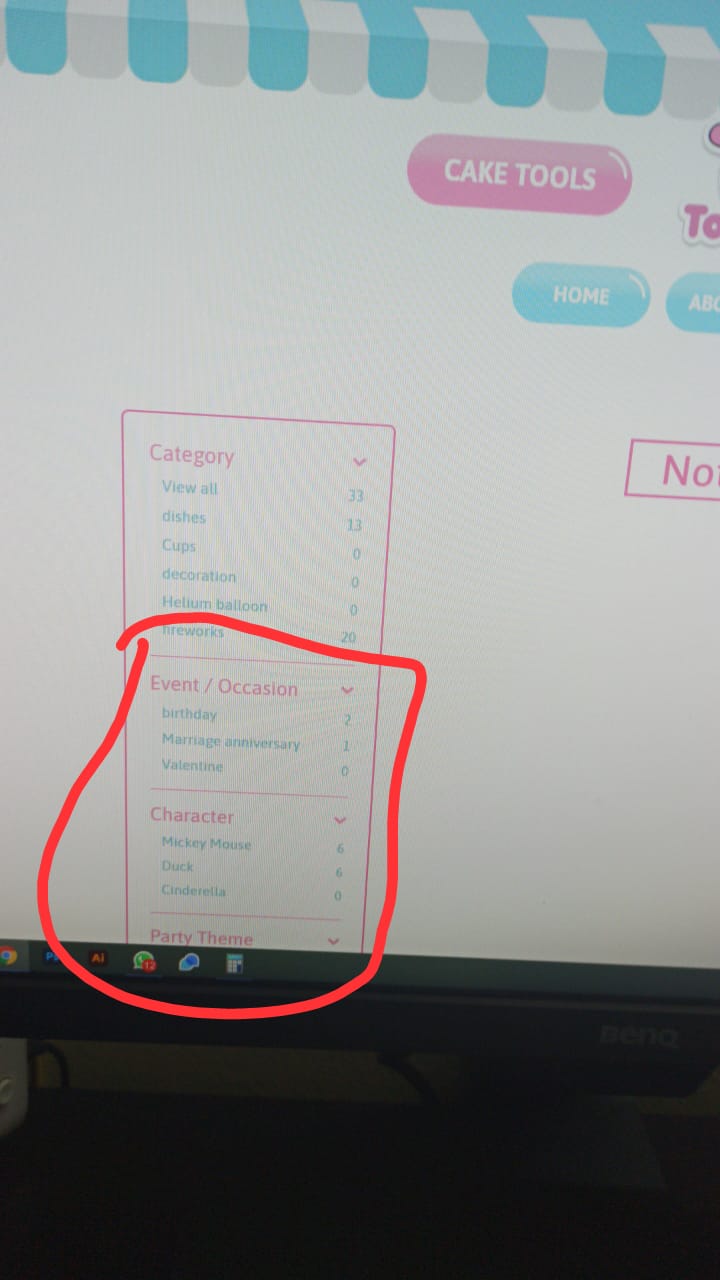 CAKE TOOLS
To
HOME
ABO
Category
View all 33
dishes 13
Cups 0
decoration 0
Helium balloon 0
fireworks 20
Not
Event / Occasion
birthday 2
Marriage anniversary 1
Valentine 0
Character
Mickey Mouse 6
Duck 6
Cinderella 0
Party Theme
Ps
Ai
12
BenQ